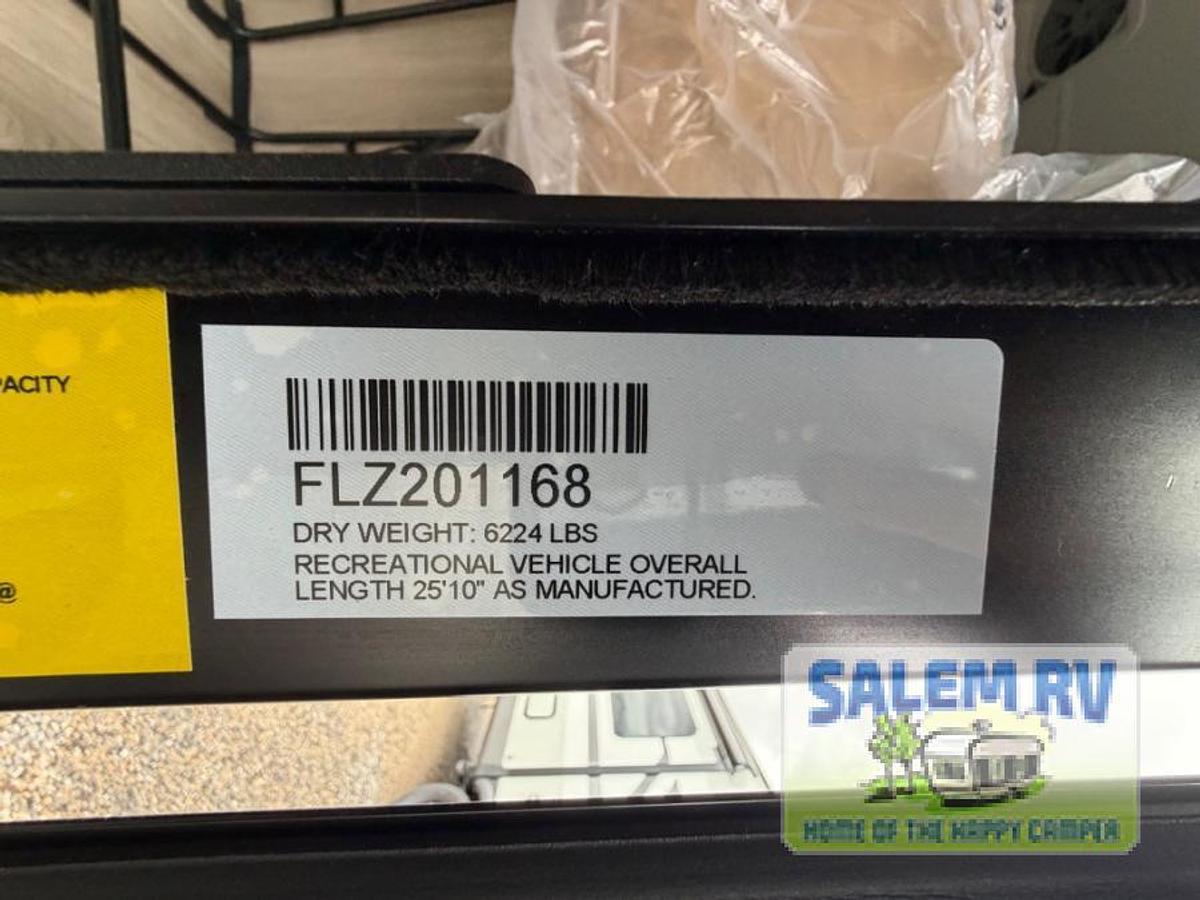 PACITY
@
FLZ201168
DRY WEIGHT: 6224 LBS
RECREATIONAL VEHICLE OVERALL
LENGTH 25'10" AS MANUFACTURED.
SALEM RV
HOME OF THE HAPPY CAMPER